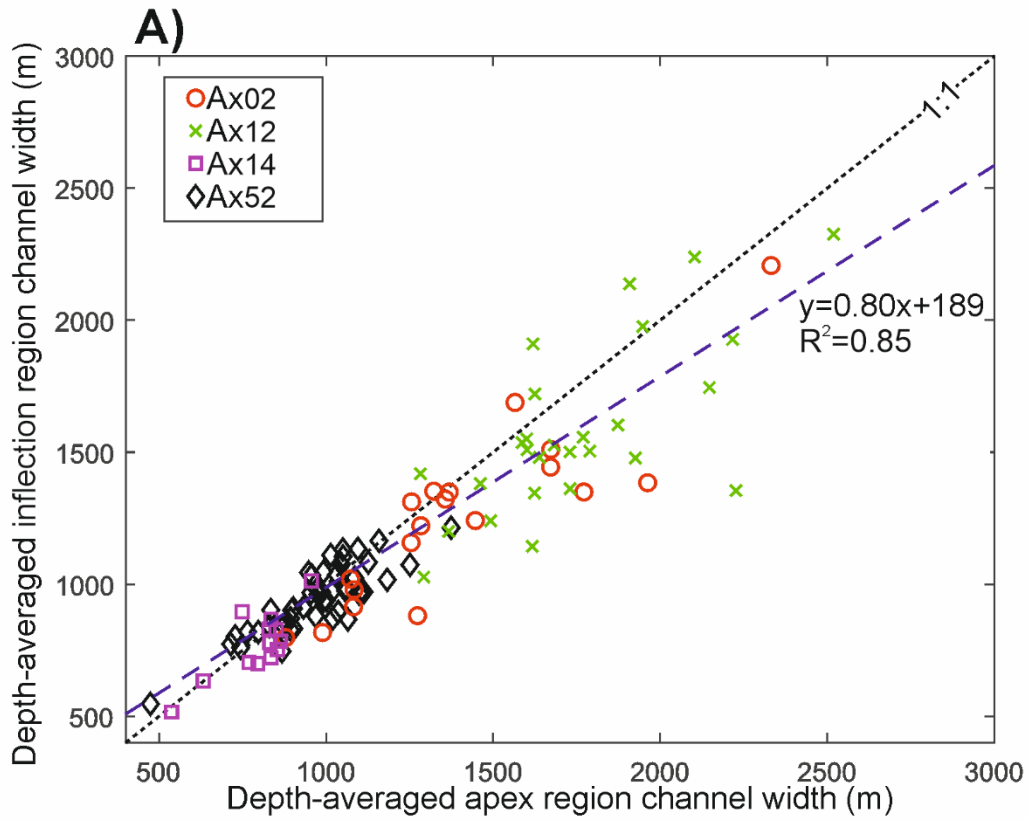 A)
Depth-averaged inflection region channel width (m)
3000
2500
2000
1500
1000
500
Ax02
Ax12
Ax14
Ax52
1:1
y=0.80x+189
R²=0.85
500 1000 1500 2000 2500 3000
Depth-averaged apex region channel width (m)